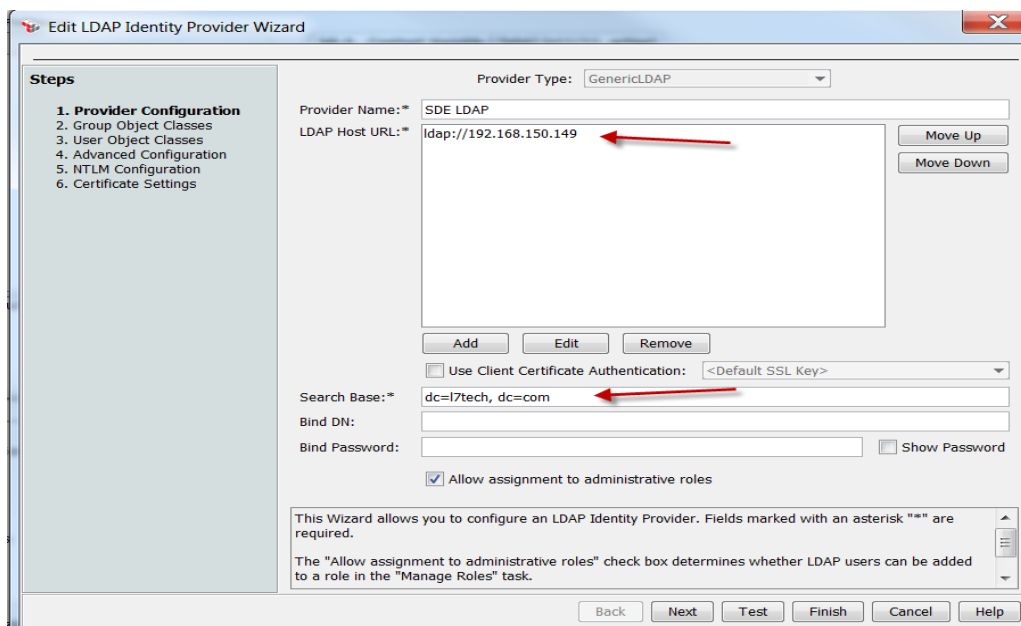 Edit LDAP Identity Provider Wizard
Steps
1. Provider Configuration
2. Group Object Classes
3. User Object Classes
4. Advanced Configuration
5. NTLM Configuration
6. Certificate Settings
Provider Type: GenericLDAP
Provider Name:* SDE LDAP
LDAP Host URL:* ldap://192.168.150.149
Move Up
Move Down
Add Edit Remove
Use Client Certificate Authentication: <Default SSL Key>
Search Base:* dc=l7tech, dc=com
Bind DN:
Bind Password: Show Password
Allow assignment to administrative roles
This Wizard allows you to configure an LDAP Identity Provider. Fields marked with an asterisk "*" are
required.
The "Allow assignment to administrative roles" check box determines whether LDAP users can be added
to a role in the "Manage Roles" task.
Back Next Test Finish Cancel Help